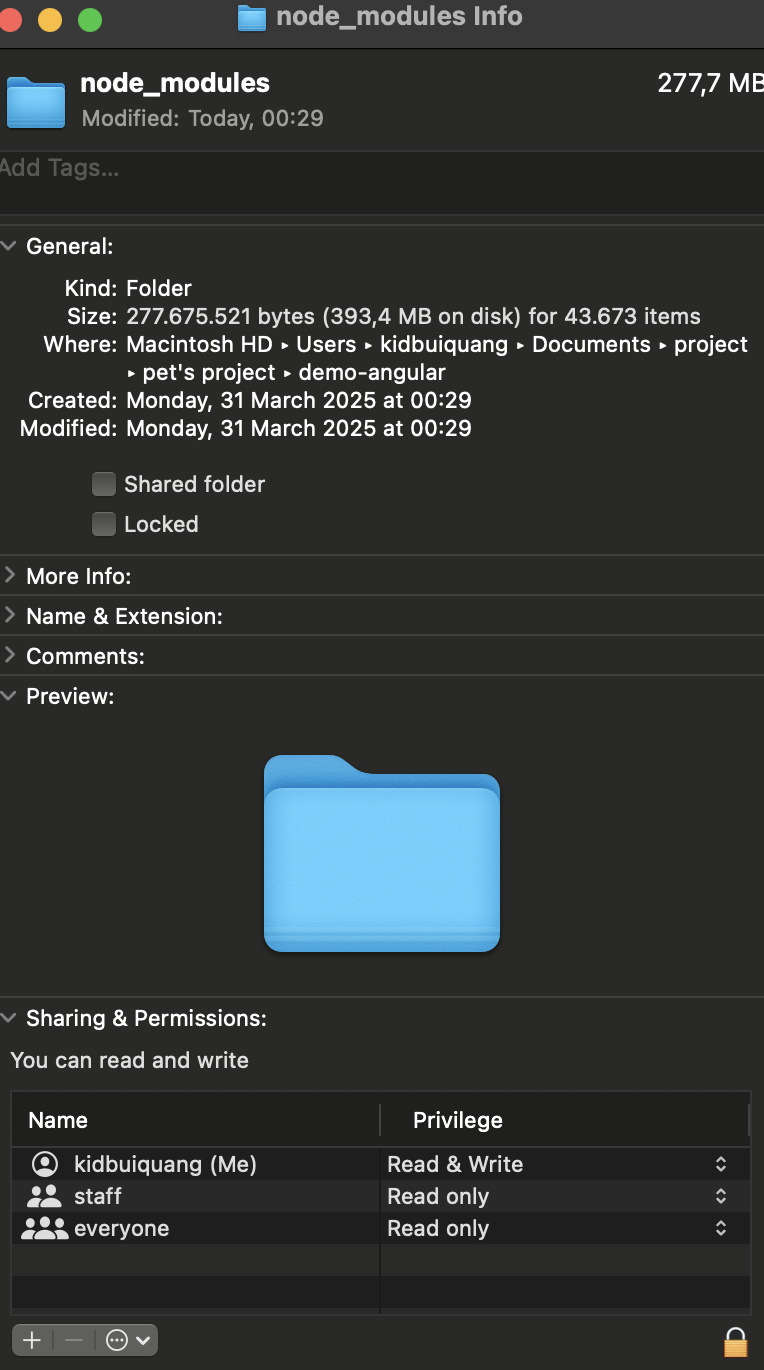 node_modules Info
node_modules
277,7 MB
Modified: Today, 00:29
Add Tags...
General:
Kind: Folder
Size: 277.675.521 bytes (393,4 MB on disk) for 43.673 items
Where: Macintosh HD ▸ Users ▸ kidbuiquang ▸ Documents ▸ project
▸ pet's project ▸ demo-angular
Created: Monday, 31 March 2025 at 00:29
Modified: Monday, 31 March 2025 at 00:29
Shared folder
Locked
More Info:
Name & Extension:
Comments:
Preview:
Sharing & Permissions:
You can read and write
Name Privilege
kidbuiquang (Me) Read & Write
staff Read only
everyone Read only